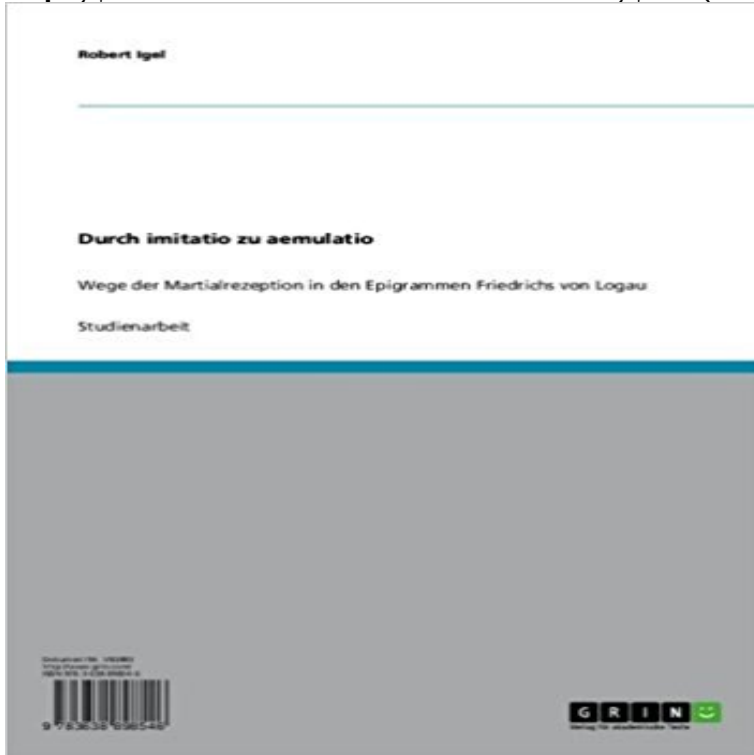 Robert Igel
Durch imitatio zu aemulatio
Wege der Martialrezeption in den Epigrammen Friedrichs von Logau
Studienarbeit
GRIN